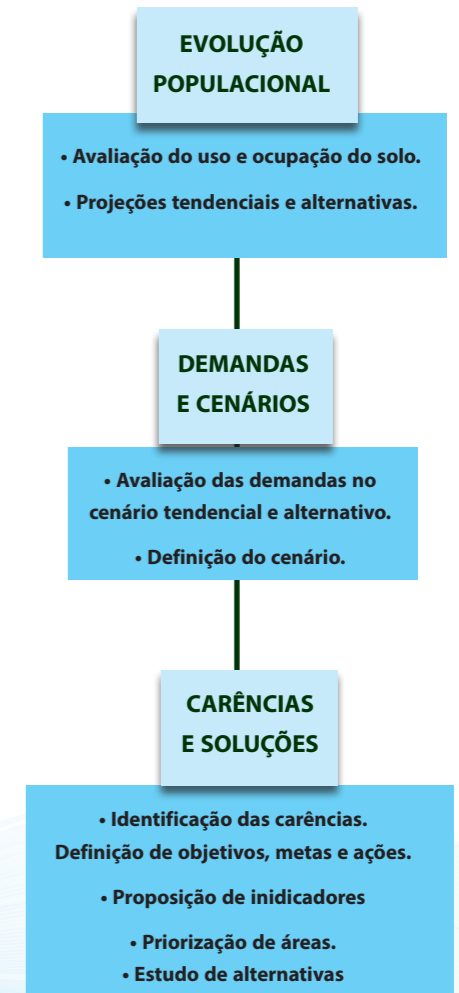 EVOLUÇÃO
POPULACIONAL
• Avaliação do uso e ocupação do solo.
• Projeções tendenciais e alternativas.
DEMANDAS
E CENÁRIOS
• Avaliação das demandas no
cenário tendencial e alternativo.
• Definição do cenário.
CARÊNCIAS
E SOLUÇÕES
• Identificação das carências.
Definição de objetivos, metas e ações.
• Proposição de inidicadores
• Priorização de áreas.
• Estudo de alternativas